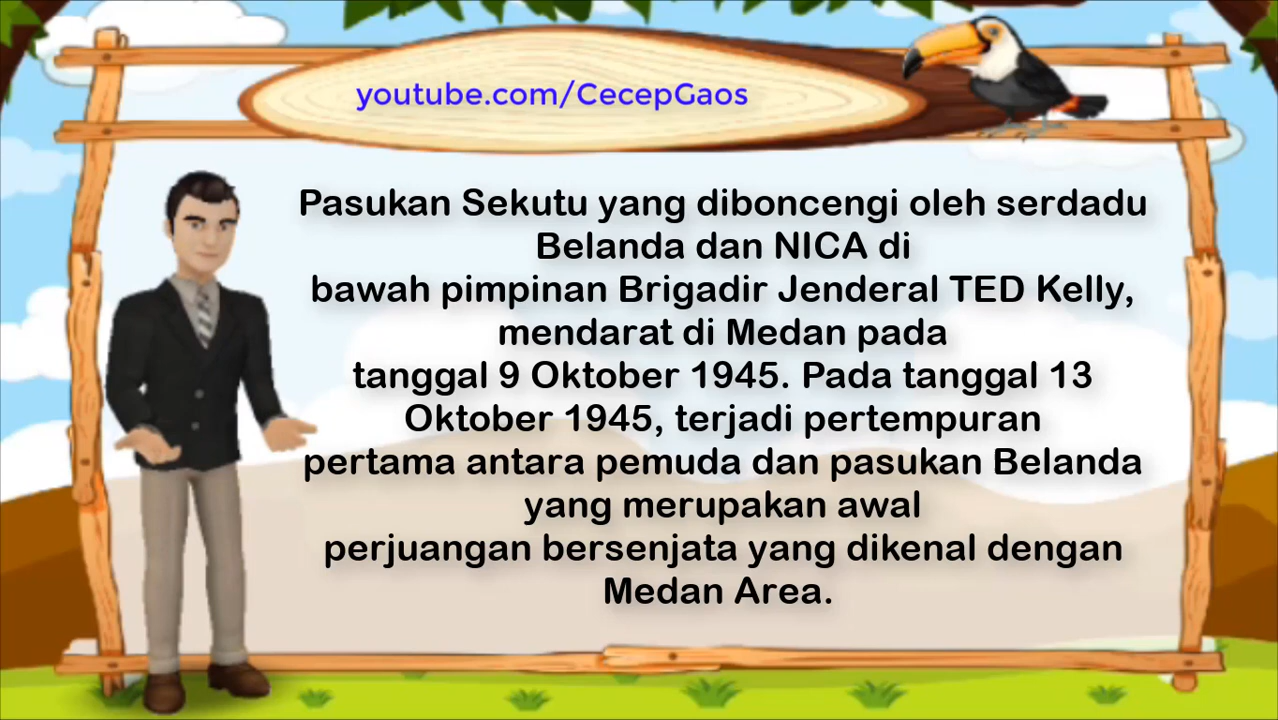 youtube.com/CecepGaos
Pasukan Sekutu yang diboncengi oleh serdadu
Belanda dan NICA di
bawah pimpinan Brigadir Jenderal TED Kelly,
mendarat di Medan pada
tanggal 9 Oktober 1945. Pada tanggal 13
Oktober 1945, terjadi pertempuran
pertama antara pemuda dan pasukan Belanda
yang merupakan awal
perjuangan bersenjata yang dikenal dengan
Medan Area.